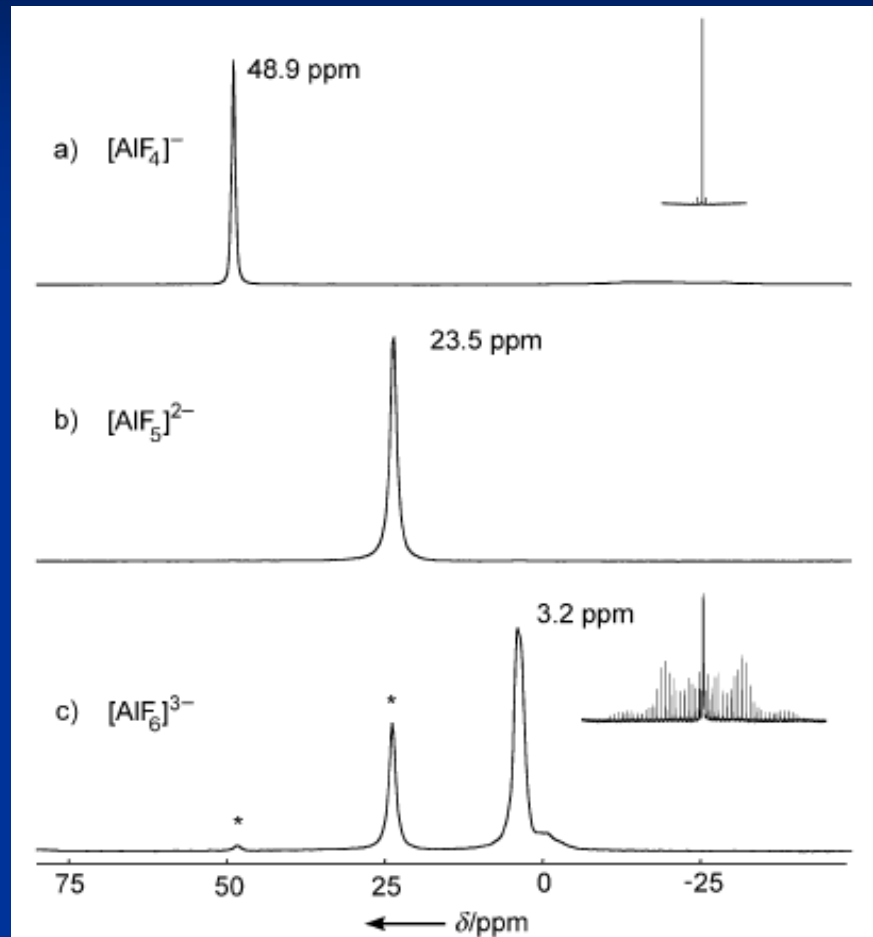 48.9 ppm
a) [AlF₄]⁻
23.5 ppm
b) [AlF₅]²⁻
3.2 ppm
c) [AlF₆]³⁻
*
*
75 50 25 0 -25
δ/ppm